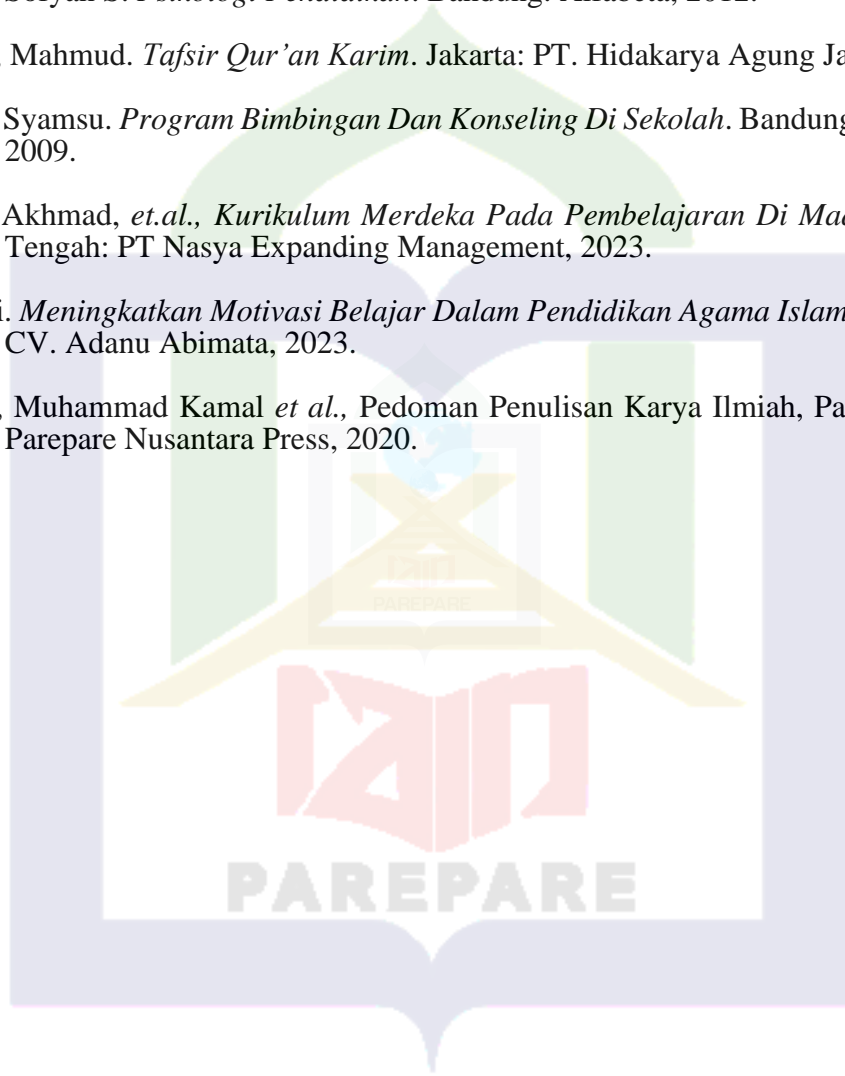 Sofyan S. Psikologi Pendidikan. Bandung: Alfabeta, 2012.
, Mahmud. Tafsir Qur’an Karim. Jakarta: PT. Hidakarya Agung Ja
Syamsu. Program Bimbingan Dan Konseling Di Sekolah. Bandung
2009.
Akhmad, et.al., Kurikulum Merdeka Pada Pembelajaran Di Mad
Tengah: PT Nasya Expanding Management, 2023.
i. Meningkatkan Motivasi Belajar Dalam Pendidikan Agama Islam
CV. Adanu Abimata, 2023.
, Muhammad Kamal et al., Pedoman Penulisan Karya Ilmiah, Pa
Parepare Nusantara Press, 2020.
iain
PAREPARE
iain
PAREPARE